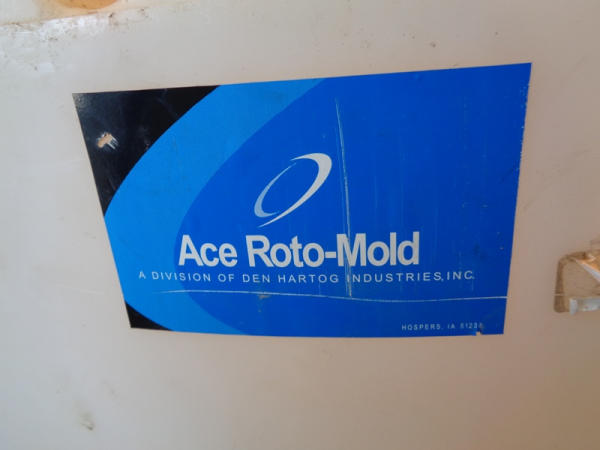 Ace Roto-Mold
A DIVISION OF DEN HARTOG INDUSTRIES, INC.
HOSPERS, IA 51238